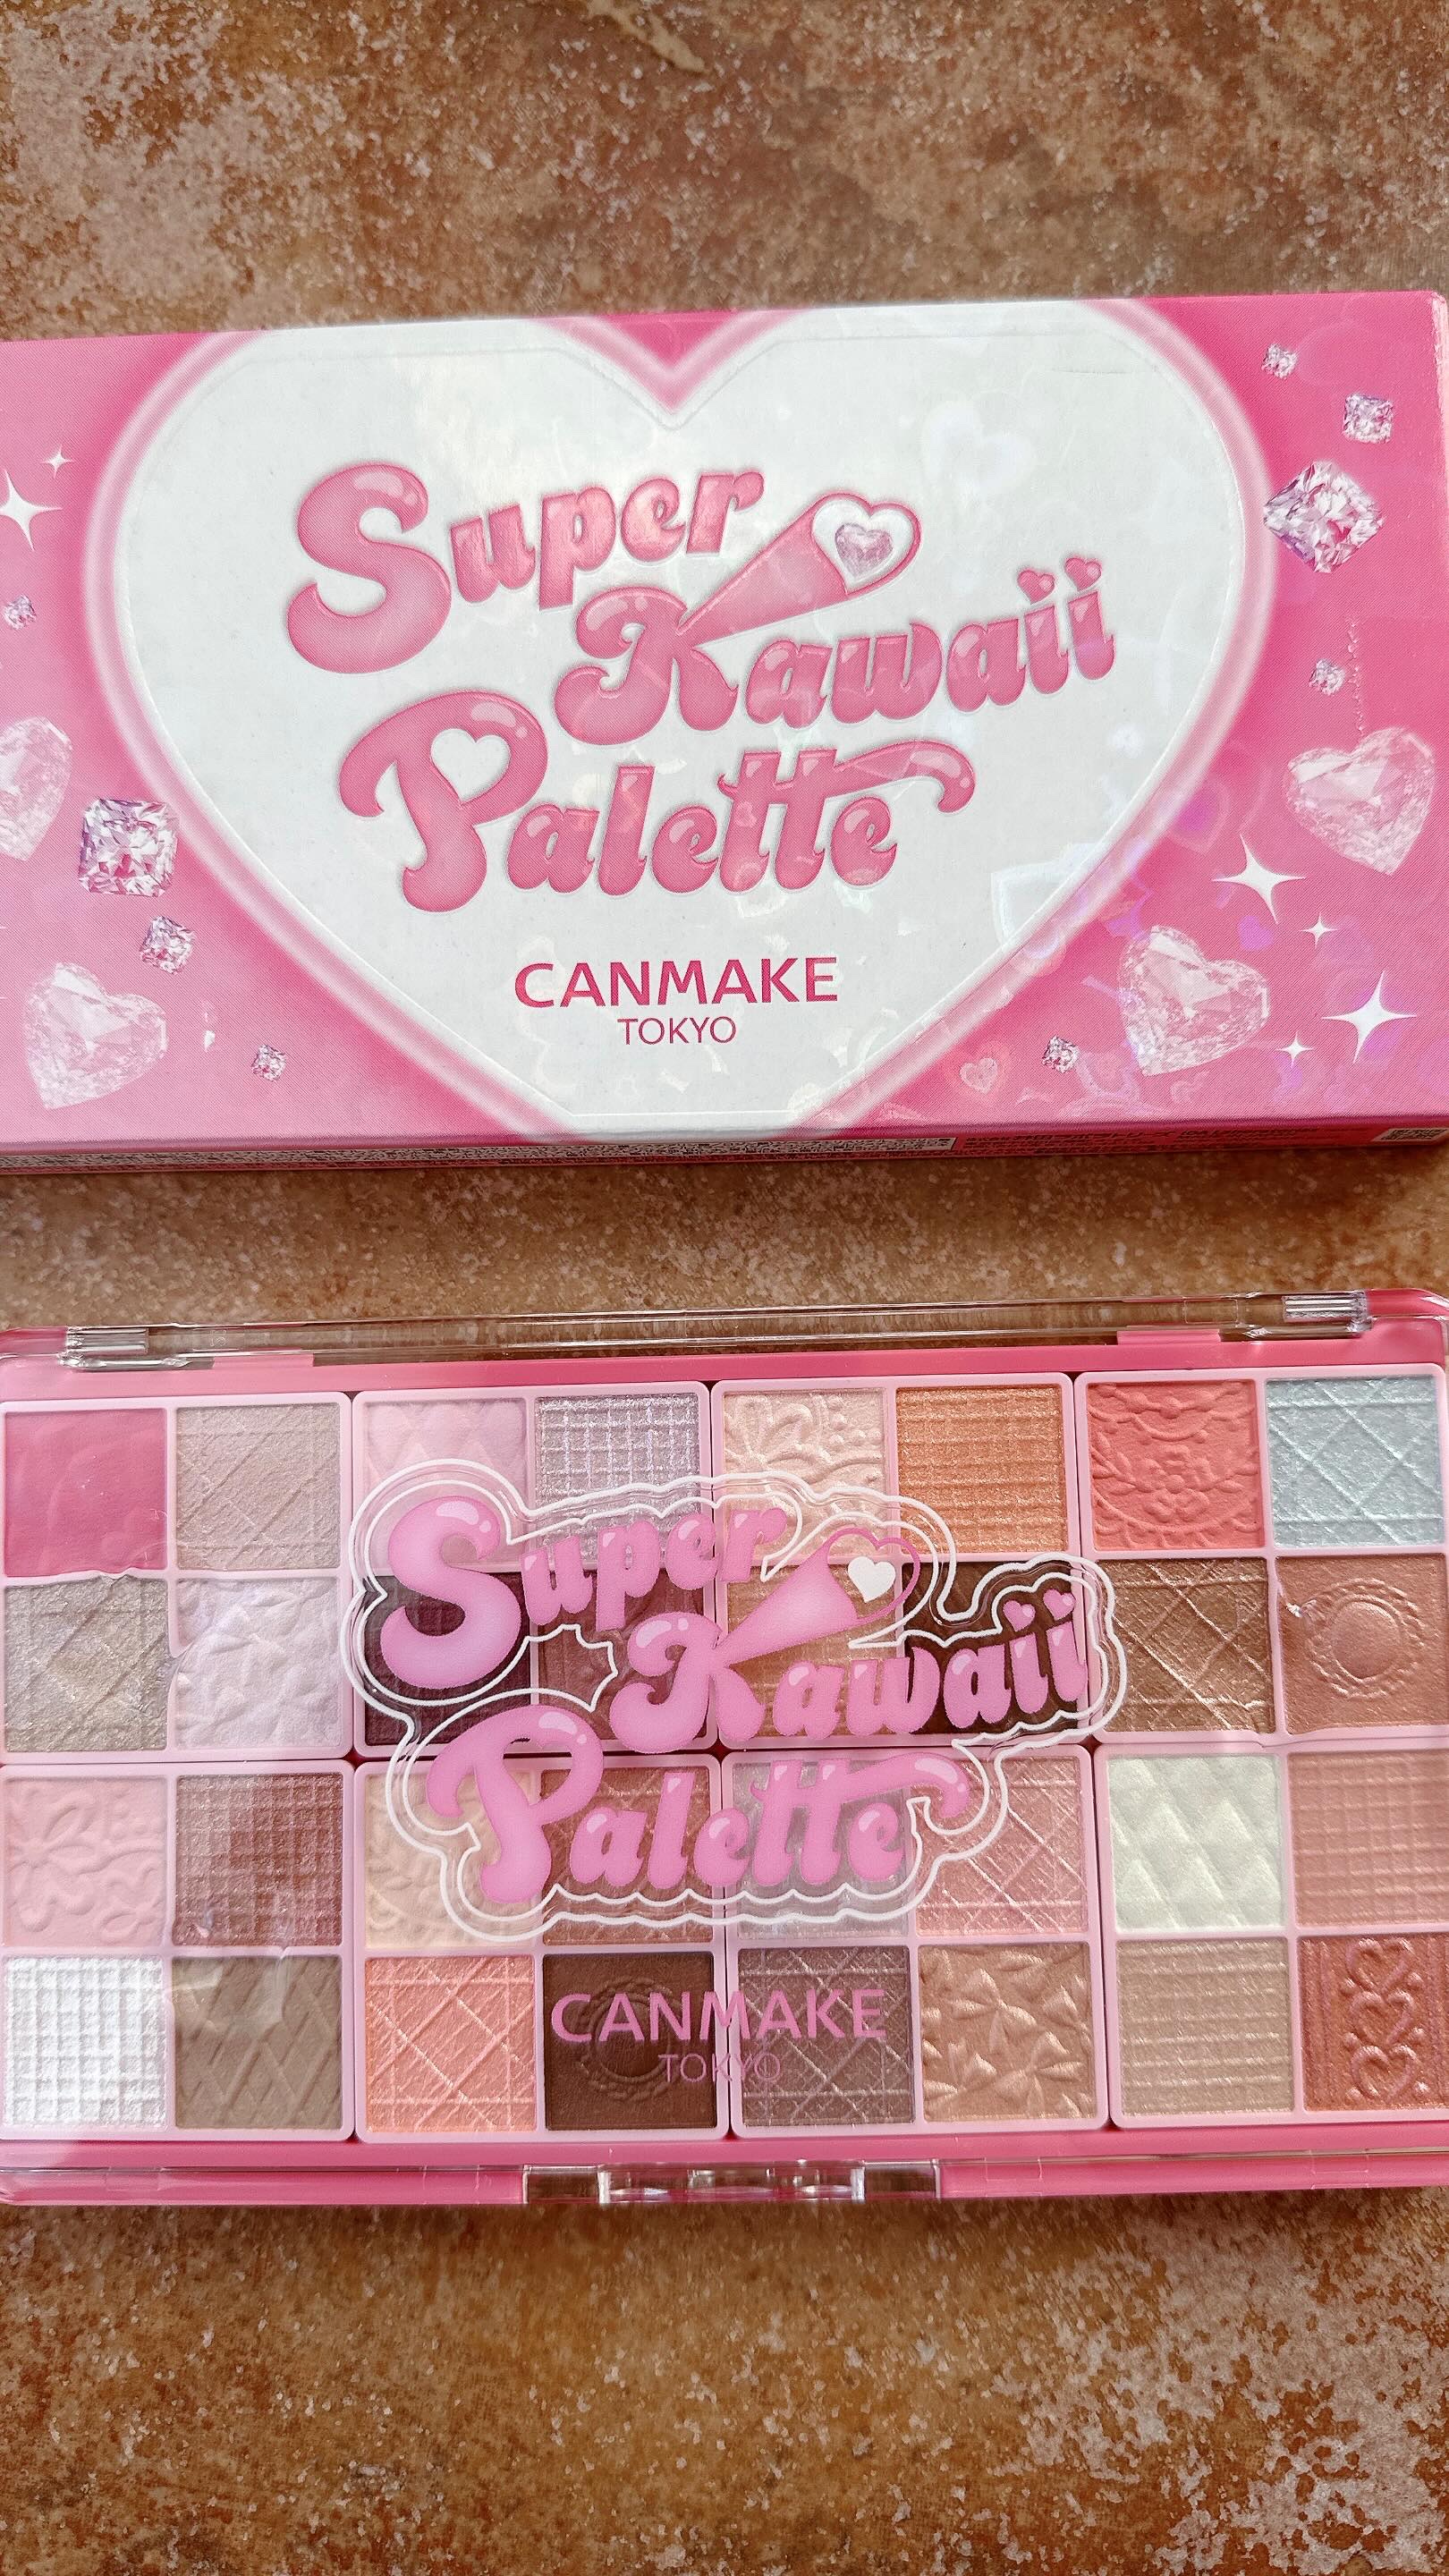 Super
Kawaii
Palette
CANMAKE
TOKYO
Super
Kawaii
Palette
CANMAKE
TOKYO